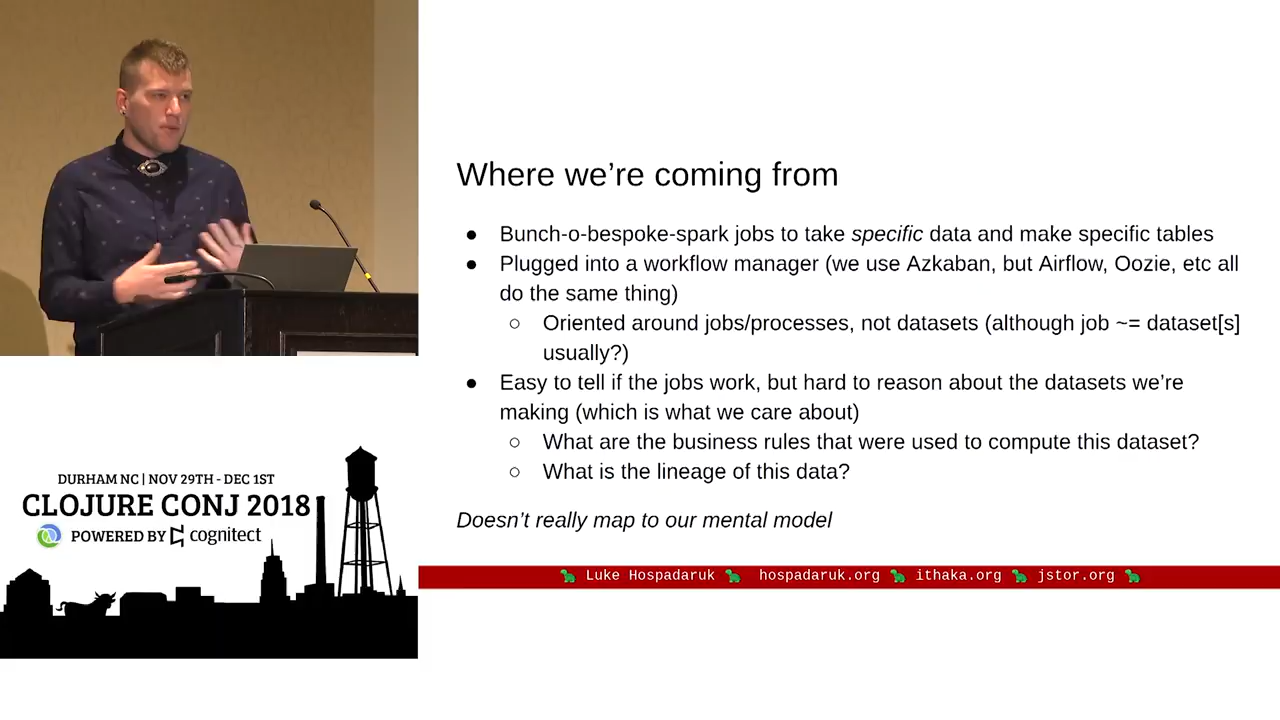 Where we’re coming from
● Bunch-o-bespoke-spark jobs to take specific data and make specific tables
● Plugged into a workflow manager (we use Azkaban, but Airflow, Oozie, etc all
do the same thing)
○ Oriented around jobs/processes, not datasets (although job ~= dataset[s]
usually?)
● Easy to tell if the jobs work, but hard to reason about the datasets we’re
making (which is what we care about)
○ What are the business rules that were used to compute this dataset?
○ What is the lineage of this data?
Doesn’t really map to our mental model
DURHAM NC | NOV 29TH - DEC 1ST
CLOJURE CONJ 2018
POWERED BY cognitect
Luke Hospadaruk hospadaruk.org ithaka.org jstor.org